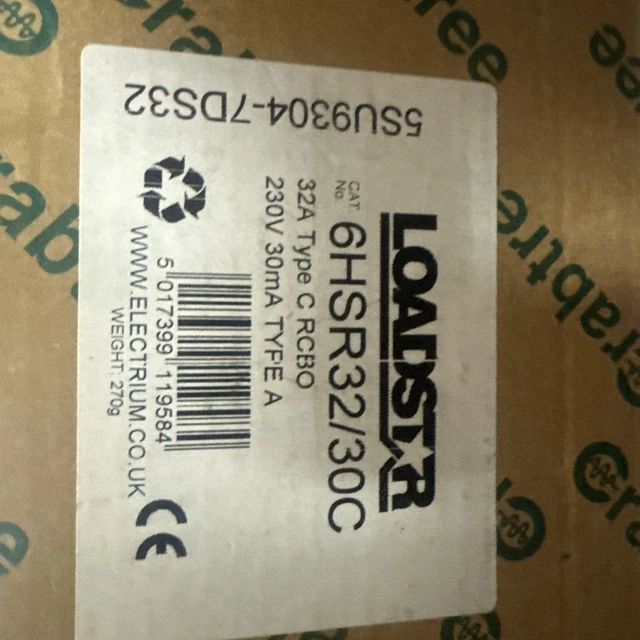 5SU9304-7DS32
LOADSTAR
CAT No. 6HSR32/30C
32A Type C RCBO
230V 30mA TYPE A
5 017399 119584
WWW.ELECTRIUM.CO.UK
WEIGHT: 270g
CE
crabtree
crabtree